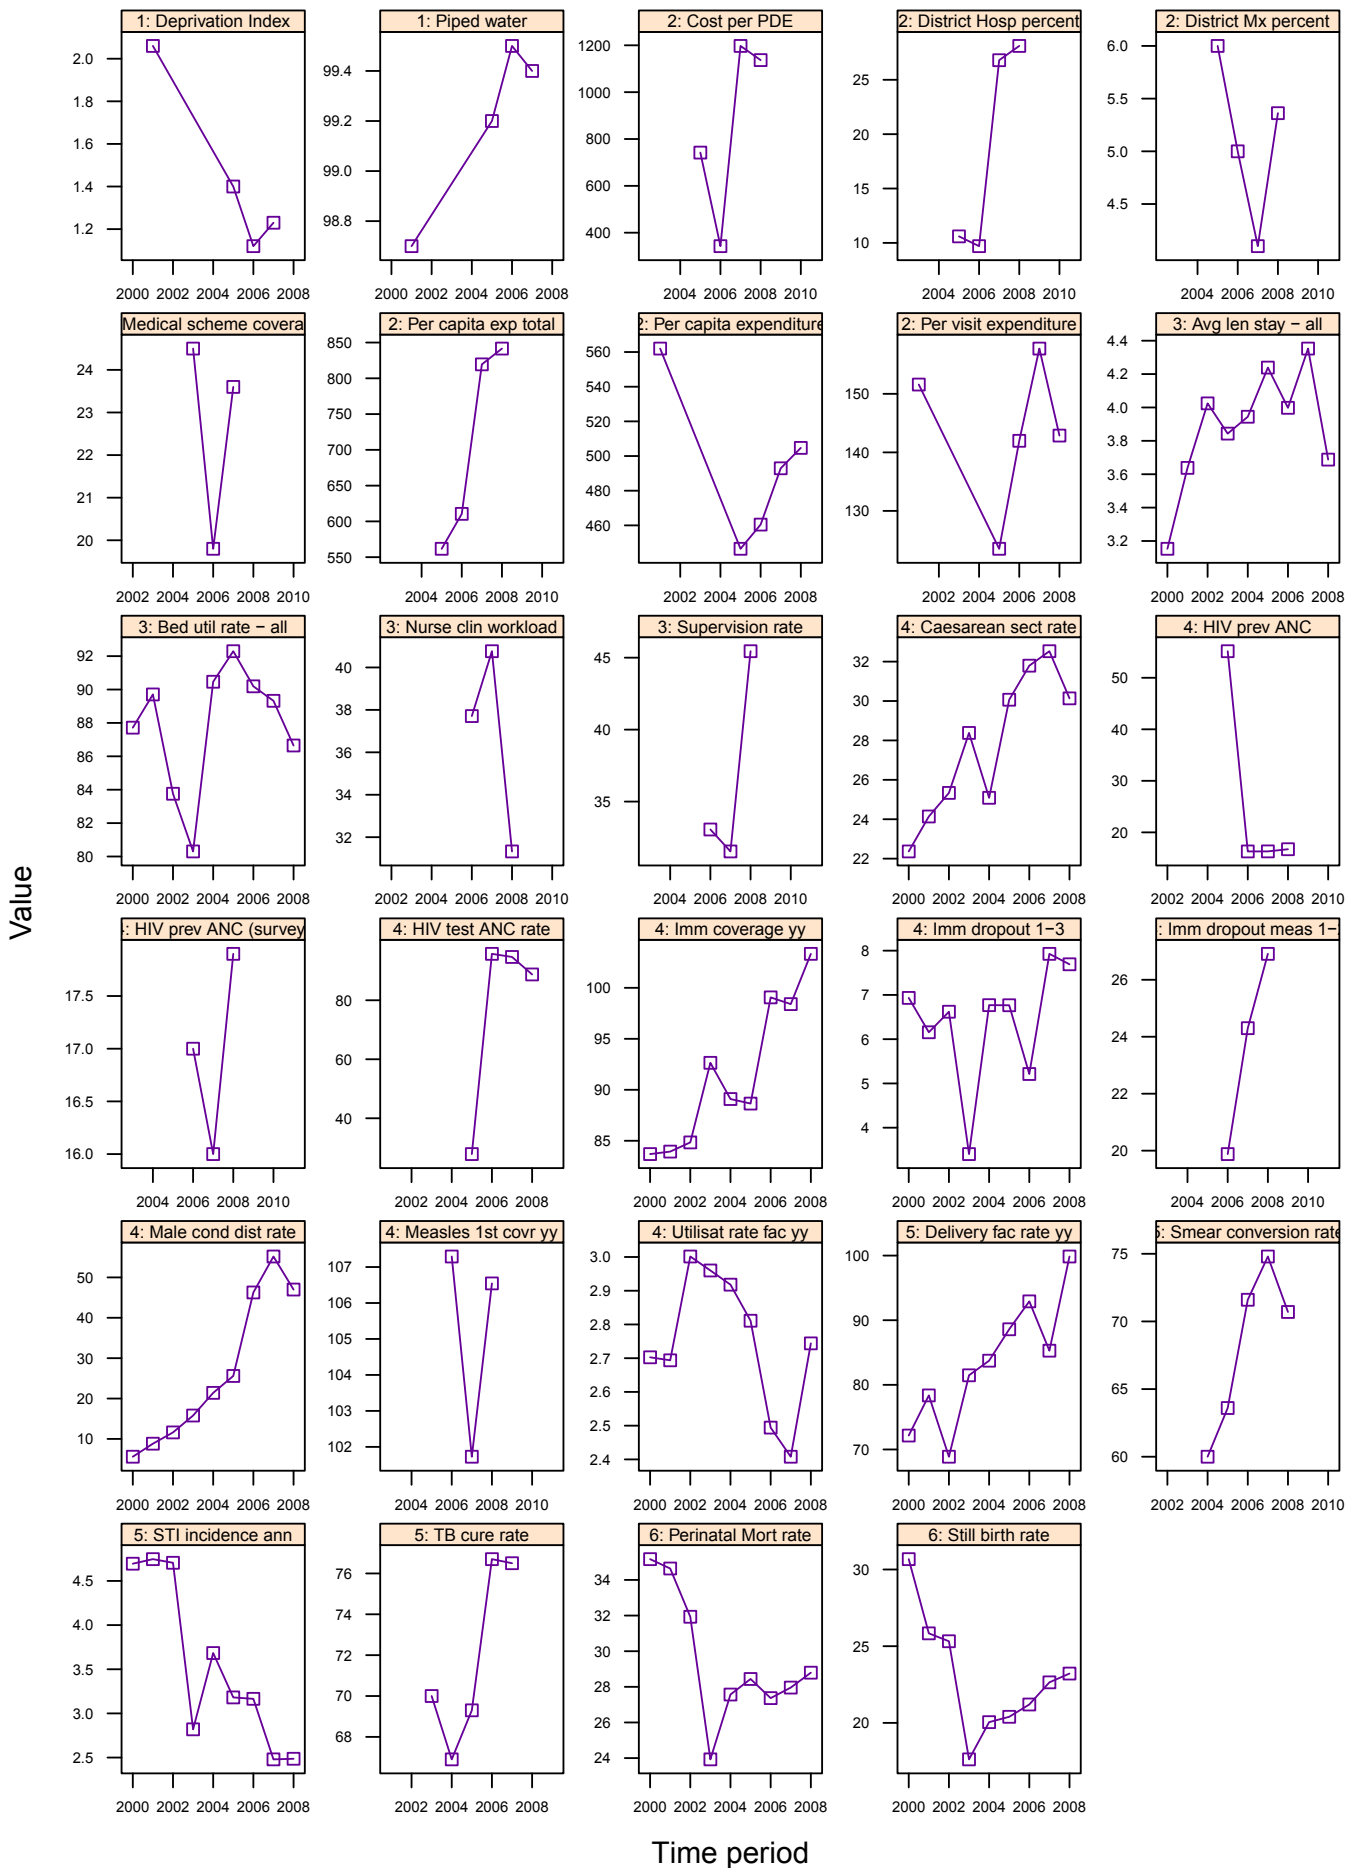 1: Deprivation Index
1: Piped water
2: Cost per PDE
2: District Hosp percent
2: District Mx percent
2.0
1.8
1.6
1.4
1.2
99.4
99.2
99.0
98.8
1200
1000
800
600
400
25
20
15
10
6.0
5.5
5.0
4.5
2000 2002 2004 2006 2008
2000 2002 2004 2006 2008
2004 2006 2008 2010
2004 2006 2008 2010
2004 2006 2008 2010
Medical scheme covera
2: Per capita exp total
2: Per capita expenditure
2: Per visit expenditure
3: Avg len stay − all
24
23
22
21
20
850
800
750
700
650
600
550
560
540
520
500
480
460
150
140
130
4.4
4.2
4.0
3.8
3.6
3.4
3.2
2002 2004 2006 2008 2010
2004 2006 2008 2010
2002 2004 2006 2008
2002 2004 2006 2008
2000 2002 2004 2006 2008
3: Bed util rate − all
3: Nurse clin workload
3: Supervision rate
4: Caesarean sect rate
4: HIV prev ANC
92
90
88
86
84
82
80
40
38
36
34
32
45
40
35
32
30
28
26
24
22
50
40
30
20
2000 2002 2004 2006 2008
2002 2004 2006 2008 2010
2004 2006 2008 2010
2000 2002 2004 2006 2008
2002 2004 2006 2008 2010
Value
: HIV prev ANC (survey
4: HIV test ANC rate
4: Imm coverage yy
4: Imm dropout 1−3
: Imm dropout meas 1−
17.5
17.0
16.5
16.0
80
60
40
100
95
90
85
8
7
6
5
4
26
24
22
20
2004 2006 2008 2010
2002 2004 2006 2008
2000 2002 2004 2006 2008
2000 2002 2004 2006 2008
2004 2006 2008 2010
4: Male cond dist rate
4: Measles 1st covr yy
4: Utilisat rate fac yy
5: Delivery fac rate yy
5: Smear conversion rate
50
40
30
20
10
107
106
105
104
103
102
3.0
2.9
2.8
2.7
2.6
2.5
2.4
100
90
80
70
75
70
65
60
2000 2002 2004 2006 2008
2004 2006 2008 2010
2000 2002 2004 2006 2008
2000 2002 2004 2006 2008
2002 2004 2006 2008 2010
5: STI incidence ann
5: TB cure rate
6: Perinatal Mort rate
6: Still birth rate
4.5
4.0
3.5
3.0
2.5
76
74
72
70
68
34
32
30
28
26
24
30
25
20
2000 2002 2004 2006 2008
2002 2004 2006 2008
2000 2002 2004 2006 2008
2000 2002 2004 2006 2008
Time period